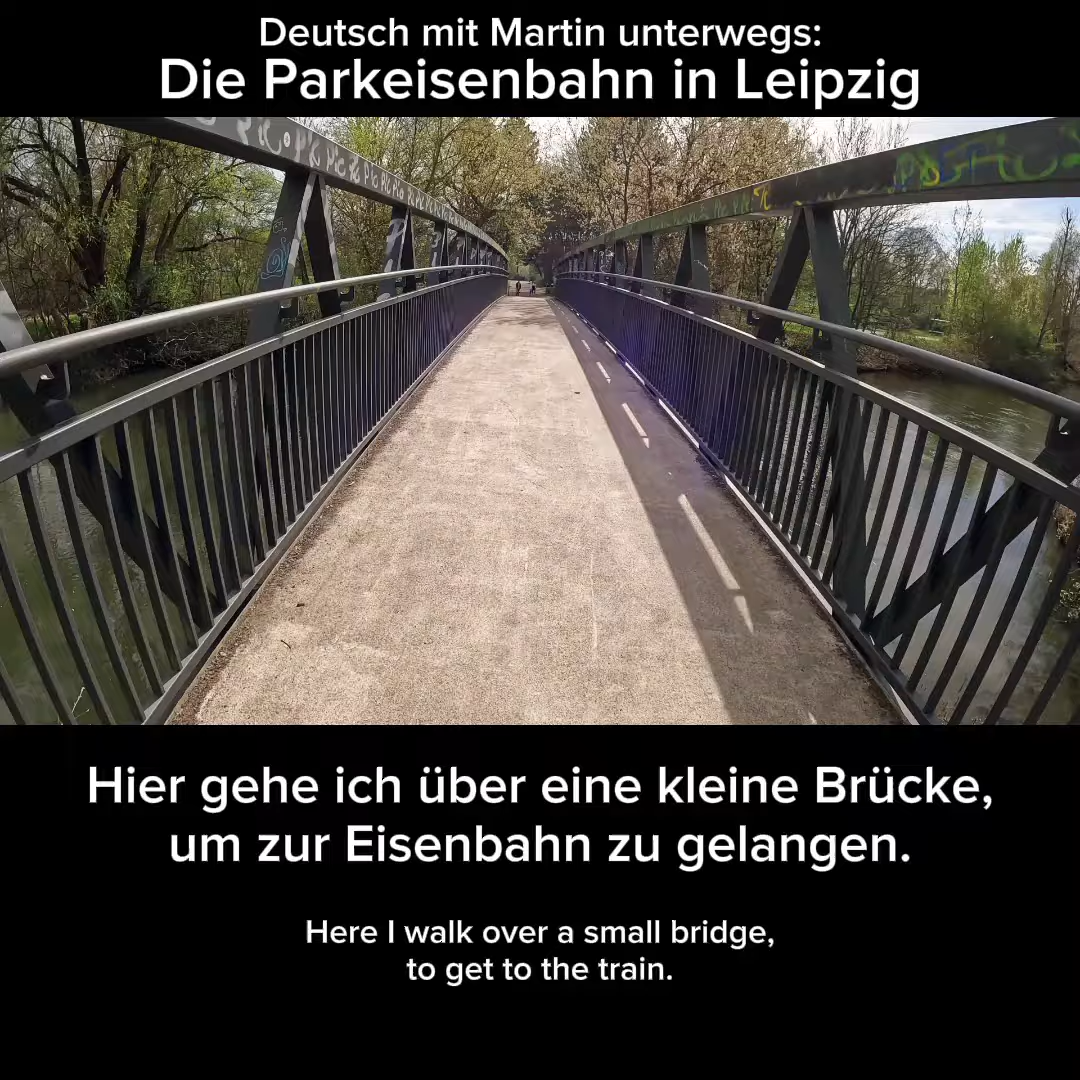 Deutsch mit Martin unterwegs:
Die Parkeisenbahn in Leipzig
Hier gehe ich über eine kleine Brücke,
um zur Eisenbahn zu gelangen.
Here I walk over a small bridge,
to get to the train.